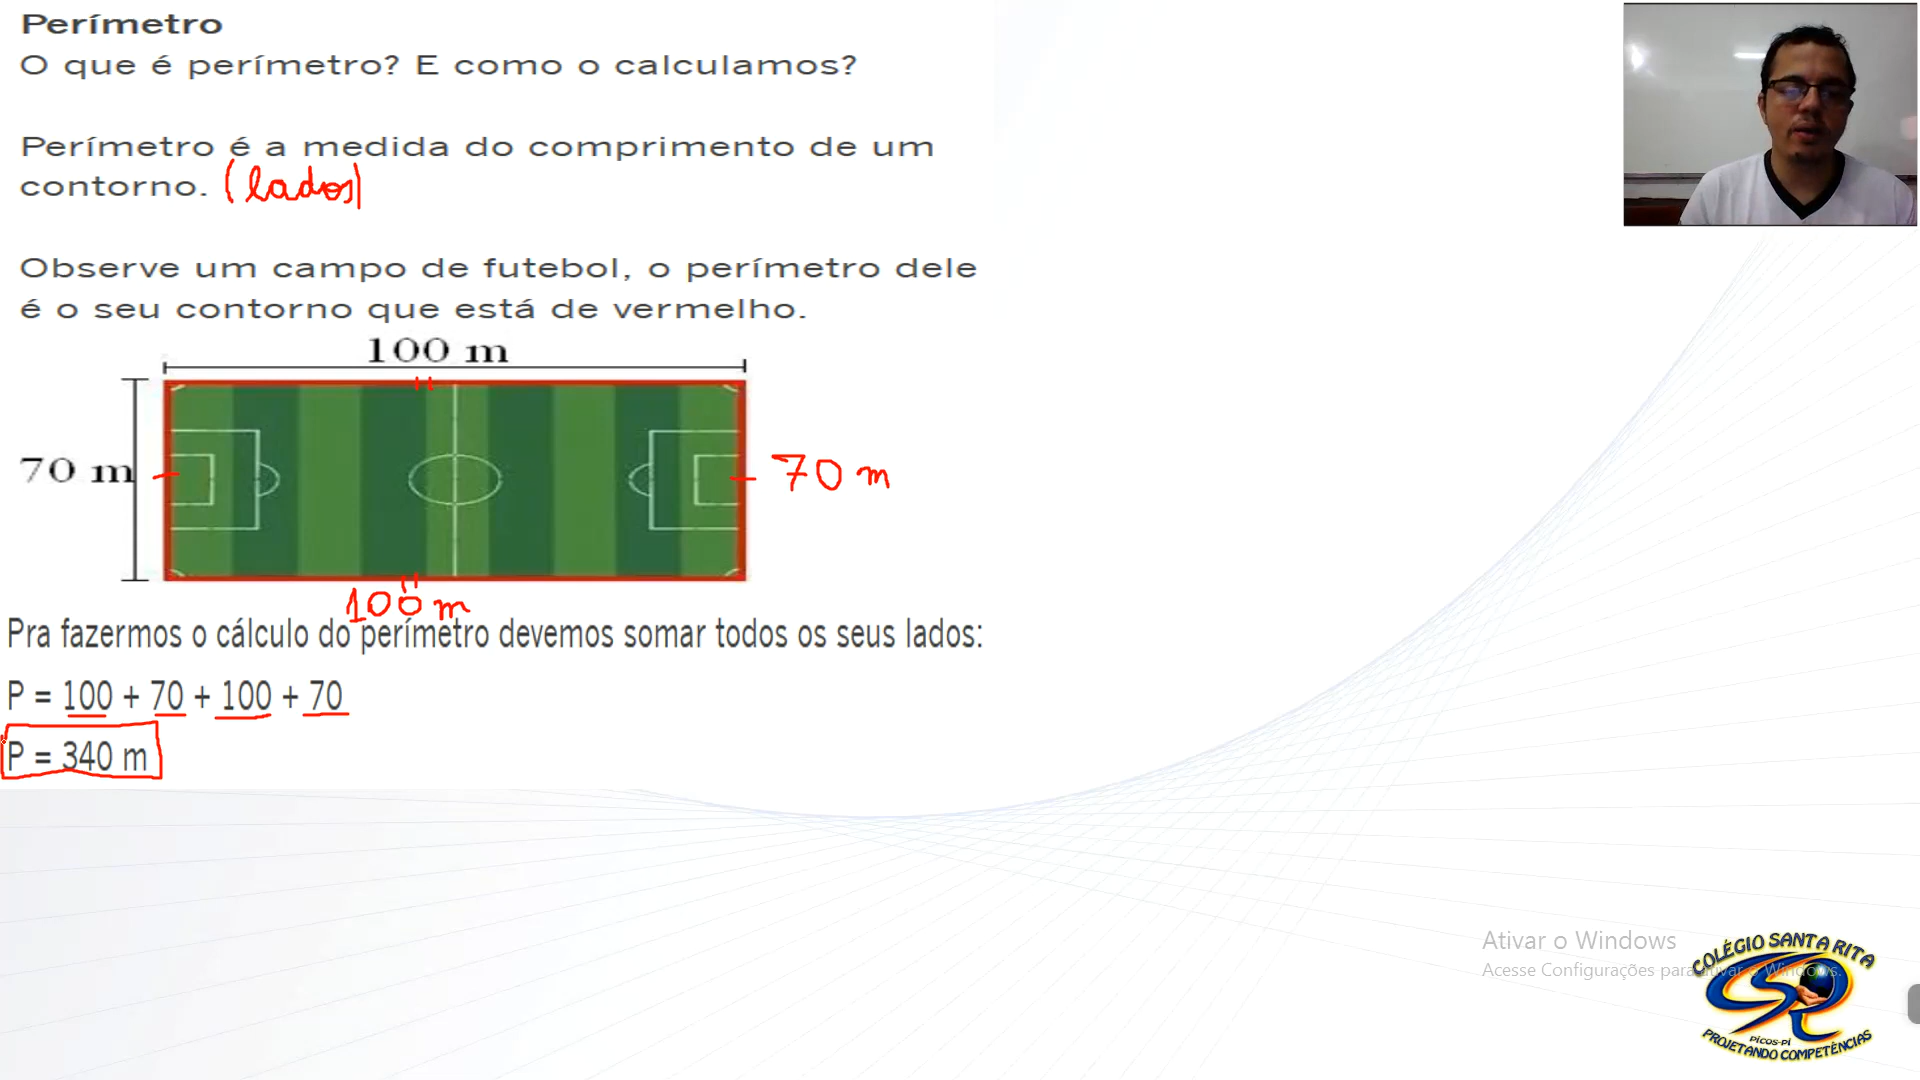 Perímetro
O que é perímetro? E como o calculamos?
Perímetro é a medida do comprimento de um
contorno. (lados)
Observe um campo de futebol, o perímetro dele
é o seu contorno que está de vermelho.
100 m
70 m
70 m
100 m
Pra fazermos o cálculo do perímetro devemos somar todos os seus lados:
P = 100 + 70 + 100 + 70
P = 340 m
Ativar o Windows
Acesse Configurações para ativar o Windows.
COLÉGIO SANTA RITA
CSR
PICOS-PI
PROJETANDO COMPETÊNCIAS